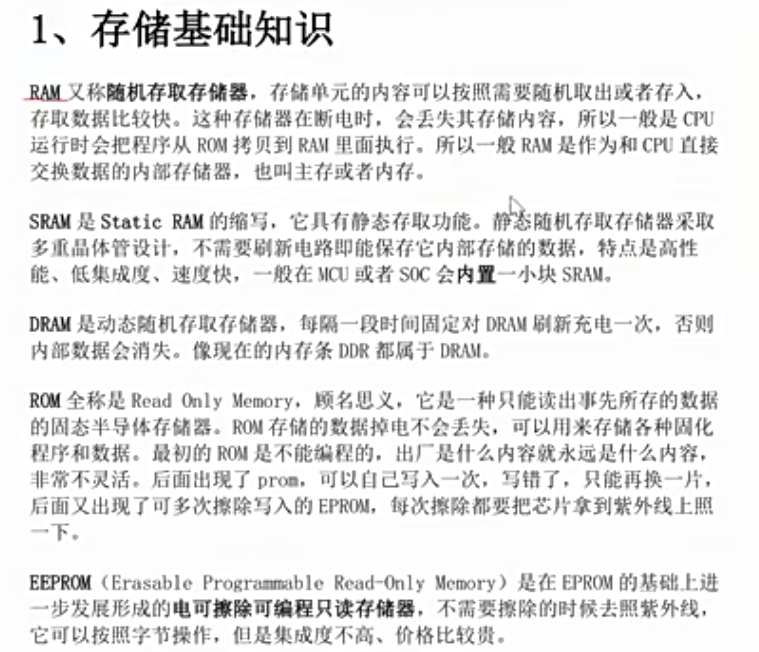 1、存储基础知识
RAM 又称随机存取存储器，存储单元的内容可以按照需要随机取出或者存入，
存取数据比较快。这种存储器在断电时，会丢失其存储内容，所以一般是 CPU
运行时会把程序从 ROM 拷贝到 RAM 里面执行。所以一般 RAM 是作为和 CPU 直接
交换数据的内部存储器，也叫主存或者内存。
SRAM 是 Static RAM 的缩写，它具有静态存取功能。静态随机存取存储器采取
多重晶体管设计，不需要刷新电路即能保存它内部存储的数据，特点是高性
能、低集成度、速度快，一般在 MCU 或者 SOC 会内置一小块 SRAM。
DRAM 是动态随机存取存储器，每隔一段时间固定对 DRAM 刷新充电一次，否则
内部数据会消失。像现在的内存条 DDR 都属于 DRAM。
ROM 全称是 Read Only Memory，顾名思义，它是一种只能读出事先所存的数据
的固态半导体存储器。ROM 存储的数据掉电不会丢失，可以用来存储各种固化
程序和数据。最初的 ROM 是不能编程的，出厂是什么内容就永远是什么内容，
非常不灵活。后面出现了 prom，可以自己写入一次，写错了，只能再换一片，
后面又出现了可多次擦除写入的 EPROM，每次擦除都要把芯片拿到紫外线上照
一下。
EEPROM（Erasable Programmable Read-Only Memory）是在 EPROM 的基础上进
一步发展形成的电可擦除可编程只读存储器，不需要擦除的时候去照紫外线，
它可以按照字节操作，但是集成度不高、价格比较贵。